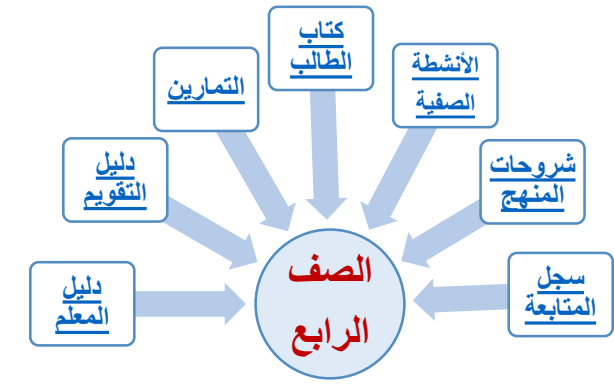 كتاب
الطالب
الأنشطة
الصفية
التمارين
شروحات
المنهج
دليل
التقويم
سجل
المتابعة
دليل
المعلم
الصف
الرابع